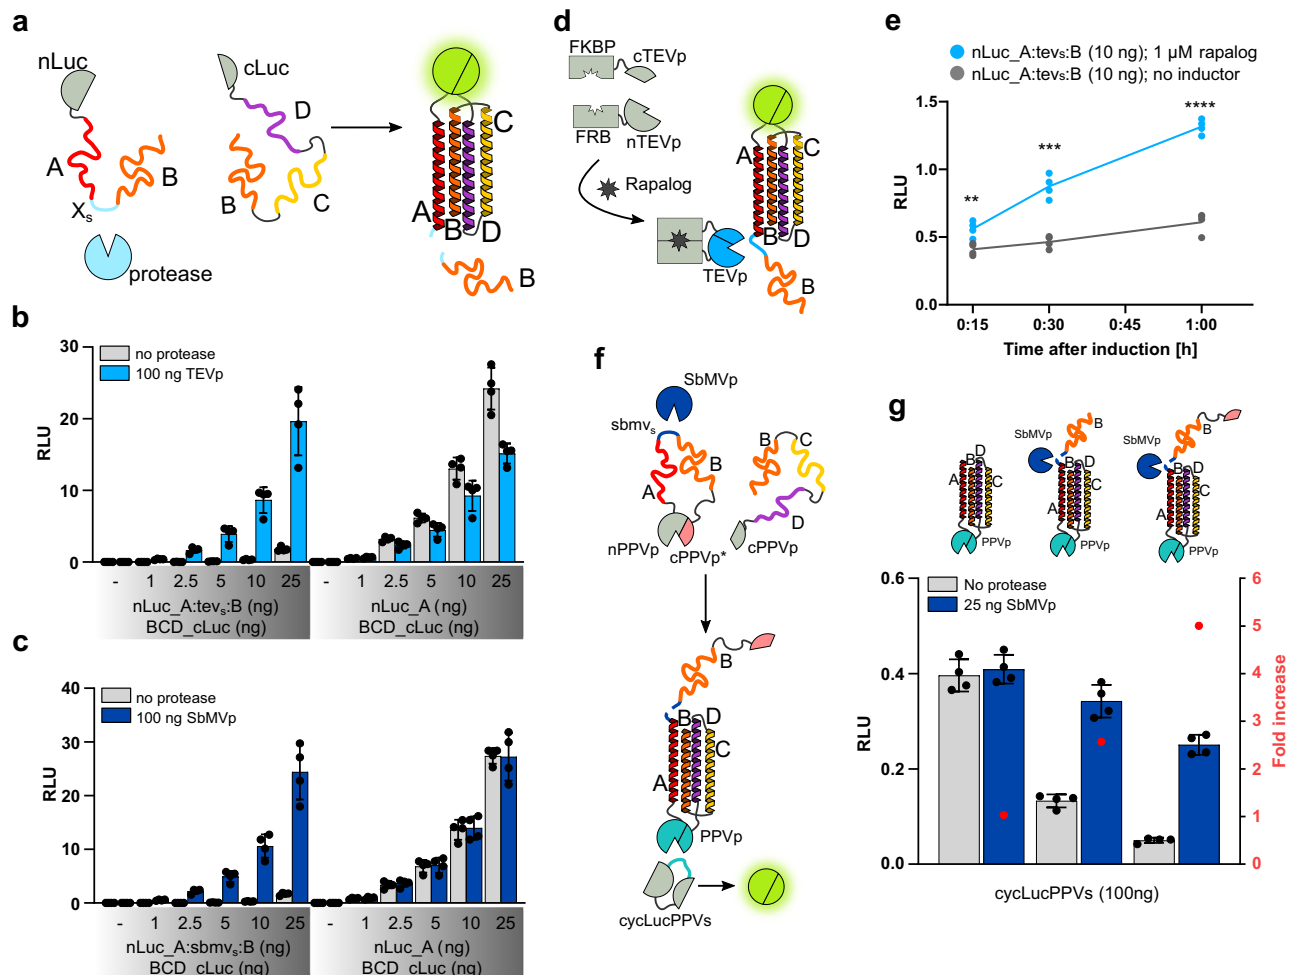 a
nLuc
cLuc
D
A
B
B
C
Xₛ
protease
C
A
B
D
B
d
FKBP
cTEVp
FRB
nTEVp
Rapalog
TEVp
A
C
B
D
B
e
nLuc_A:tevₛ:B (10 ng); 1 µM rapalog
nLuc_A:tevₛ:B (10 ng); no inductor
1.5
1.0
0.5
0.0
RLU
**
***
****
0:15 0:30 0:45 1:00
Time after induction [h]
b
no protease
100 ng TEVp
30
20
10
0
RLU
- 1 2.5 5 10 25 - 1 2.5 5 10 25
nLuc_A:tevₛ:B (ng) nLuc_A (ng)
BCD_cLuc (ng) BCD_cLuc (ng)
c
no protease
100 ng SbMVp
40
30
20
10
0
RLU
- 1 2.5 5 10 25 - 1 2.5 5 10 25
nLuc_A:sbmvₛ:B (ng) nLuc_A (ng)
BCD_cLuc (ng) BCD_cLuc (ng)
f
SbMVp
sbmvₛ
A
B
nPPVp
cPPVp*
B
C
D
cPPVp
B
B
D
C
A
PPVp
cycLucPPVs
g
B
D
A
C
PPVp
SbMVp
B
B
D
A
C
PPVp
SbMVp
B
B
D
A
C
PPVp
No protease
25 ng SbMVp
0.6
0.4
0.2
0.0
RLU
6
5
4
3
2
1
0
Fold increase
cycLucPPVs (100ng)